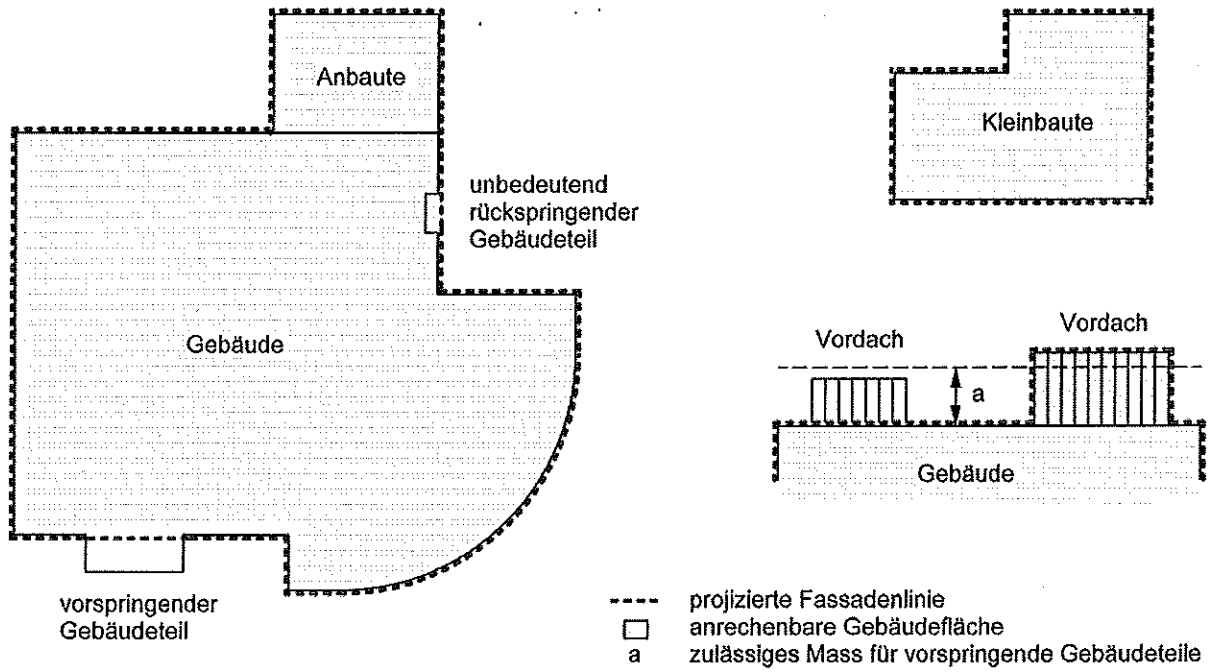 Anbaute
Kleinbaute
unbedeutend
rückspringender
Gebäudeteil
Gebäude
Vordach
Vordach
a
Gebäude
vorspringender
Gebäudeteil
projizierte Fassadenlinie
anrechenbare Gebäudefläche
a zulässiges Mass für vorspringende Gebäudeteile